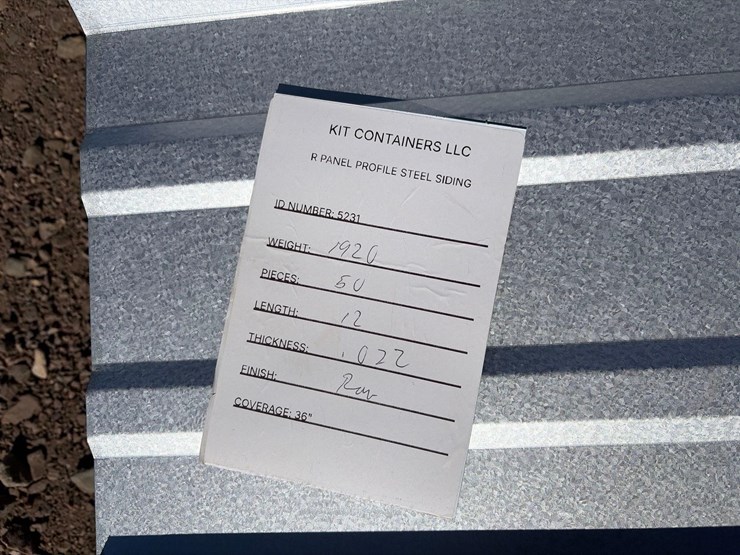 KIT CONTAINERS LLC
R PANEL PROFILE STEEL SIDING
ID NUMBER: 5231
WEIGHT: 1920
PIECES: 50
LENGTH: 12
THICKNESS: .022
FINISH: Raw
COVERAGE: 36"